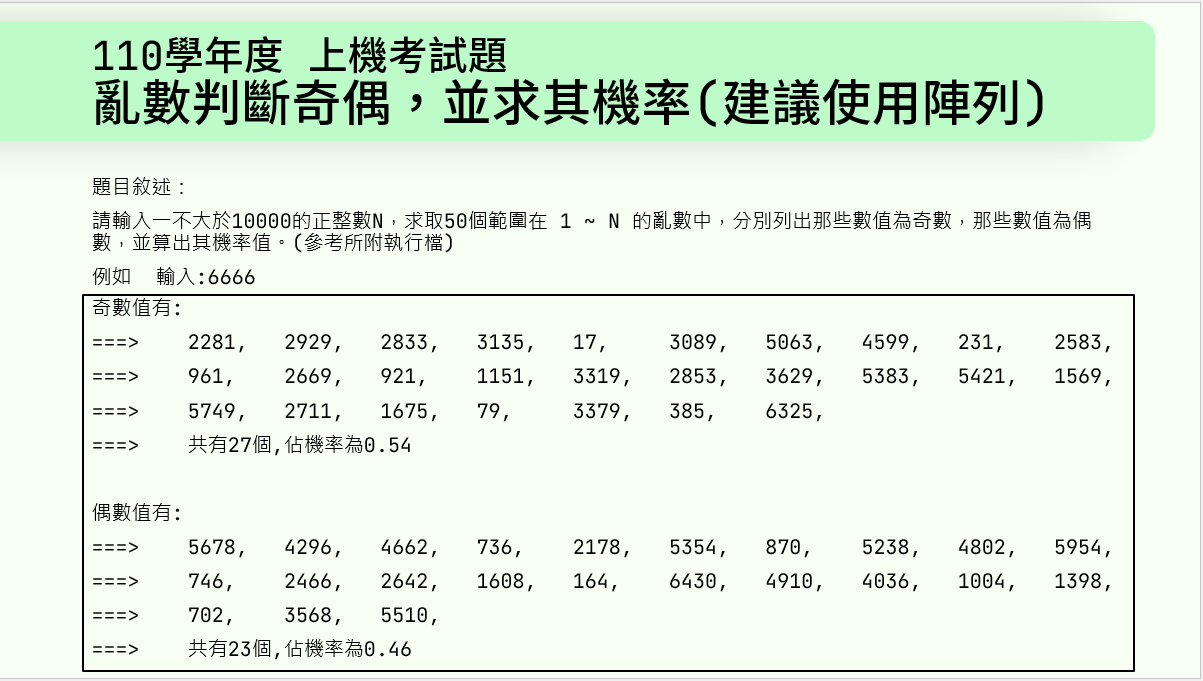 110學年度 上機考試題
亂數判斷奇偶，並求其機率(建議使用陣列)
題目敘述：
請輸入一不大於10000的正整數N，求取50個範圍在 1 ~ N 的亂數中，分別列出那些數值為奇數，那些數值為偶
數，並算出其機率值。(參考所附執行檔)
例如 輸入:6666
奇數值有:
===> 2281, 2929, 2833, 3135, 17, 3089, 5063, 4599, 231, 2583,
===> 961, 2669, 921, 1151, 3319, 2853, 3629, 5383, 5421, 1569,
===> 5749, 2711, 1675, 79, 3379, 385, 6325,
===> 共有27個,佔機率為0.54
偶數值有:
===> 5678, 4296, 4662, 736, 2178, 5354, 870, 5238, 4802, 5954,
===> 746, 2466, 2642, 1608, 164, 6430, 4910, 4036, 1004, 1398,
===> 702, 3568, 5510,
===> 共有23個,佔機率為0.46